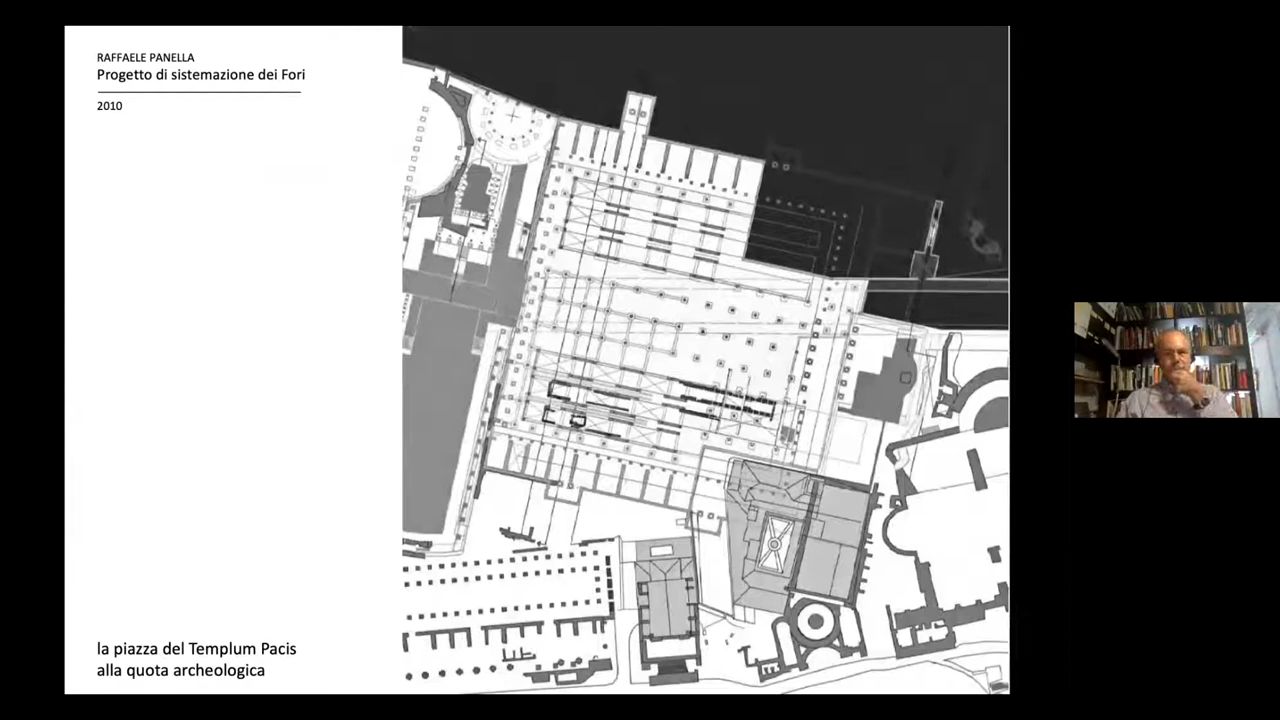 RAFFAELE PANELLA
Progetto di sistemazione dei Fori
2010
la piazza del Templum Pacis
alla quota archeologica